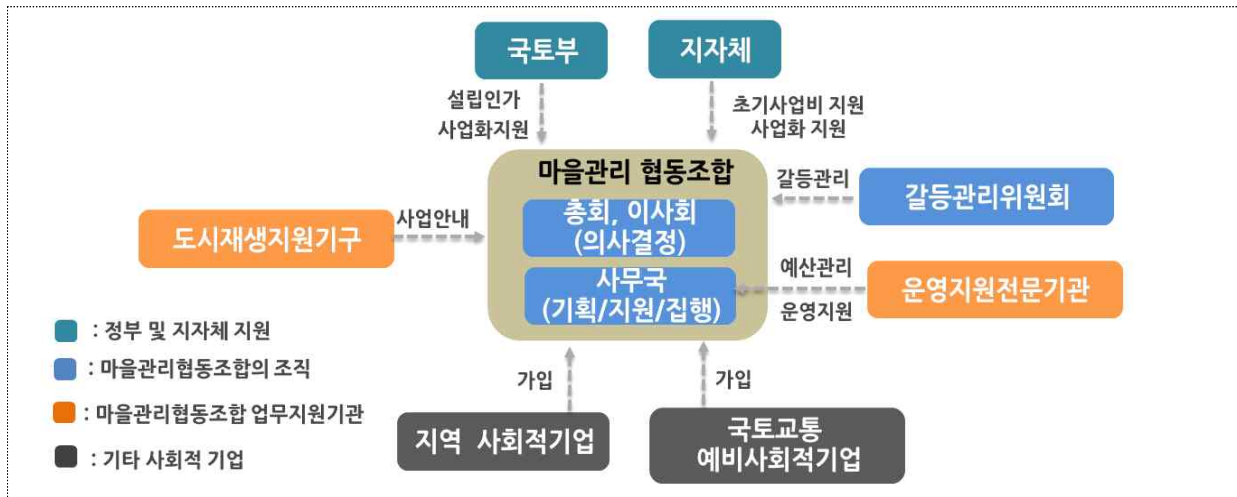 국토부
지자체
설립인가
사업화지원
초기사업비 지원
사업화 지원
마을관리 협동조합
총회, 이사회
(의사결정)
사무국
(기획/지원/집행)
갈등관리
갈등관리위원회
도시재생지원기구
사업안내
예산관리
운영지원
운영지원전문기관
: 정부 및 지자체 지원
: 마을관리협동조합의 조직
: 마을관리협동조합 업무지원기관
: 기타 사회적 기업
가입
가입
지역 사회적기업
국토교통
예비사회적기업